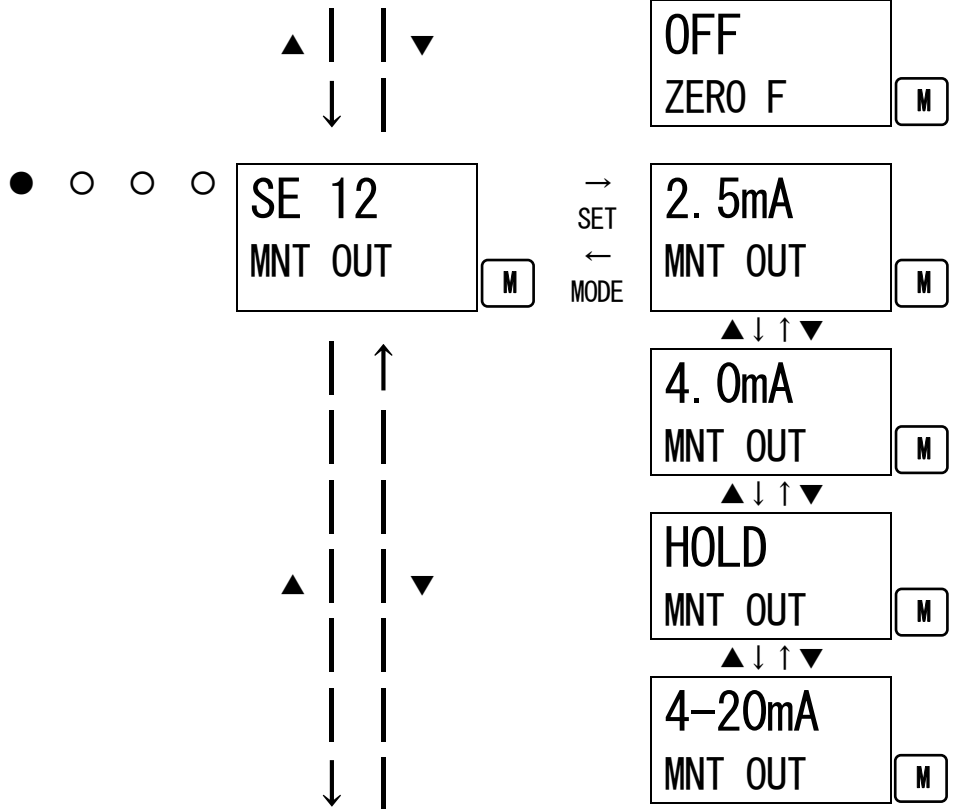 ▲ ▼
OFF
ZERO F
M
● ○ ○ ○
SE 12
MNT OUT
M
→
SET
←
MODE
2.5mA
MNT OUT
M
▲↓↑▼
4.0mA
MNT OUT
M
▲↓↑▼
HOLD
MNT OUT
M
▲ ▼
▲↓↑▼
4-20mA
MNT OUT
M